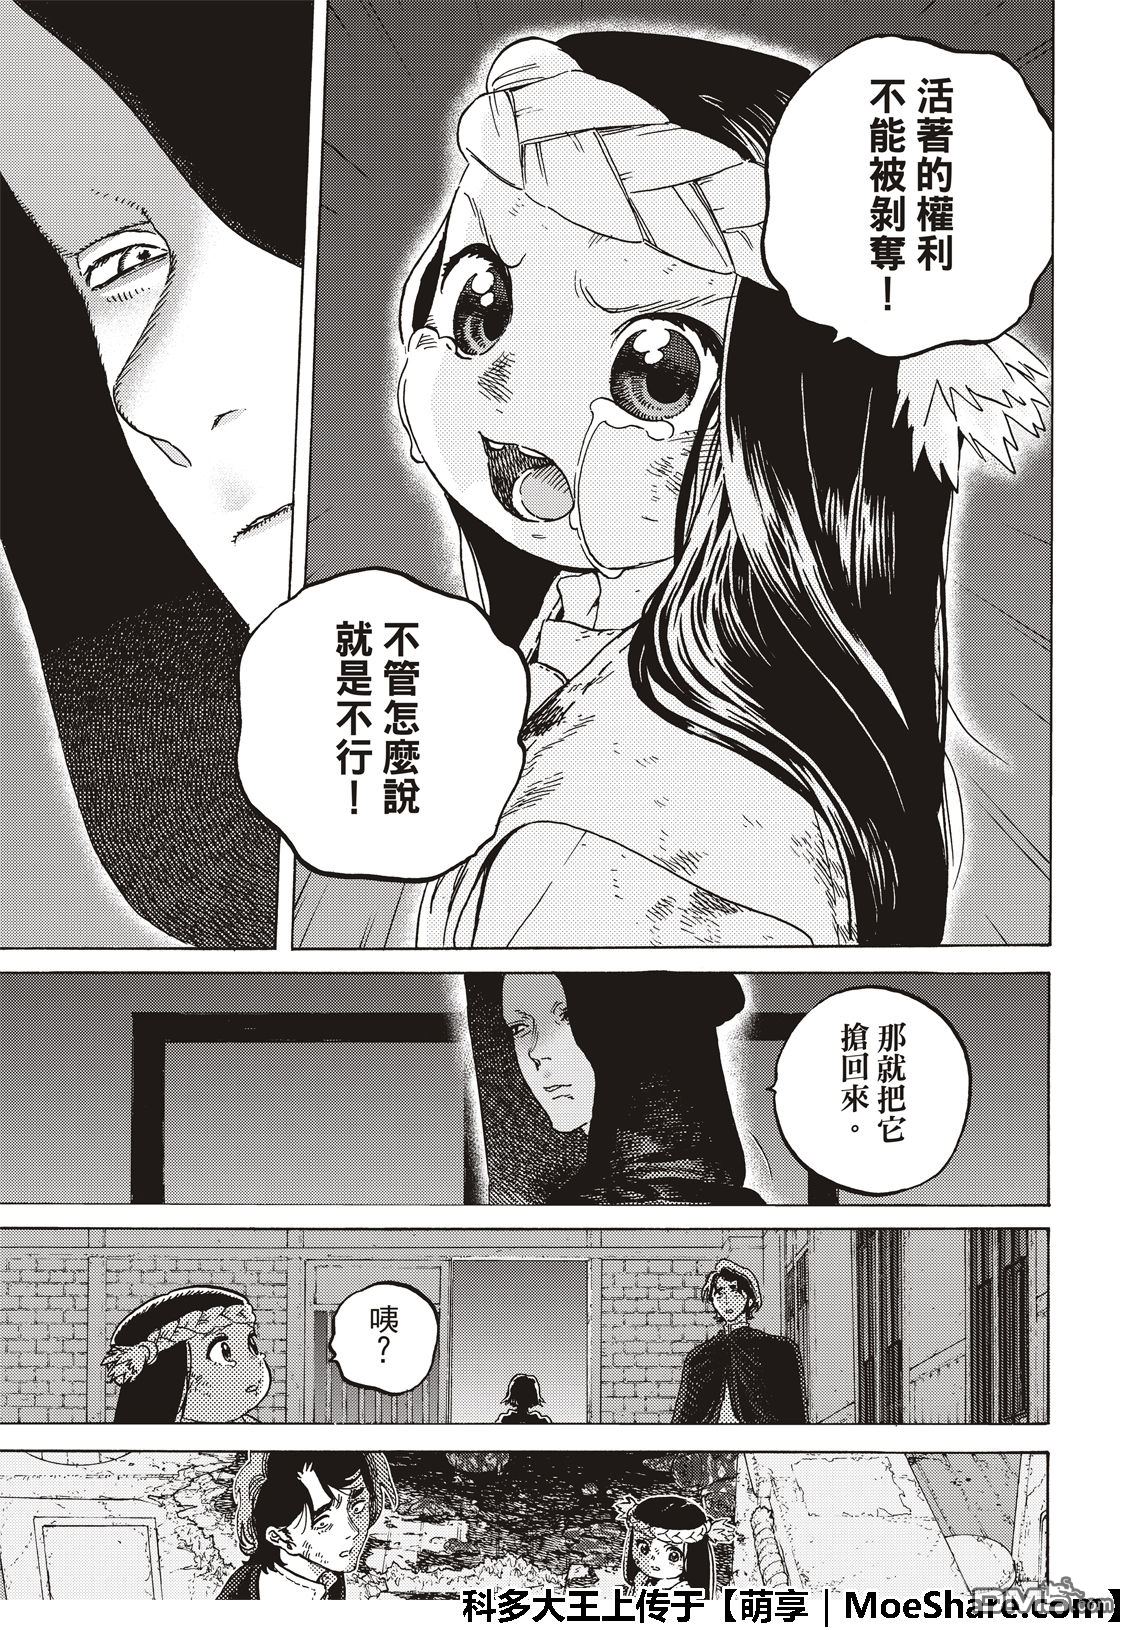 活著的權利
不能被剝奪！
不管怎麼說
就是不行！
那就把它
搶回來。
咦？
科多大王上传于【萌享｜MoeShare.com】